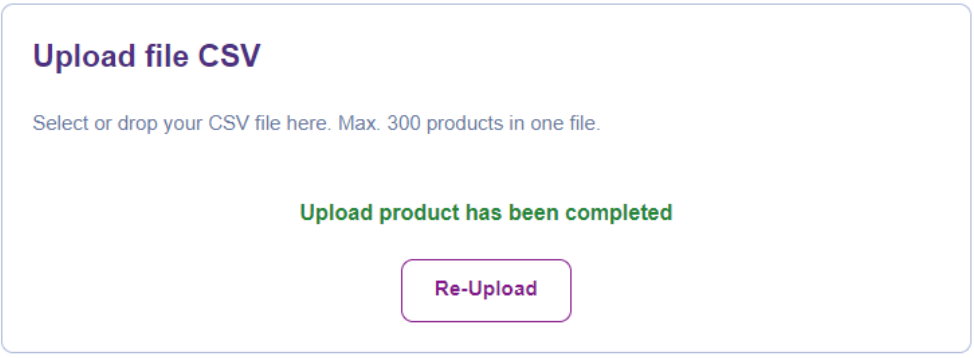 Upload file CSV
Select or drop your CSV file here. Max. 300 products in one file.
Upload product has been completed
Re-Upload